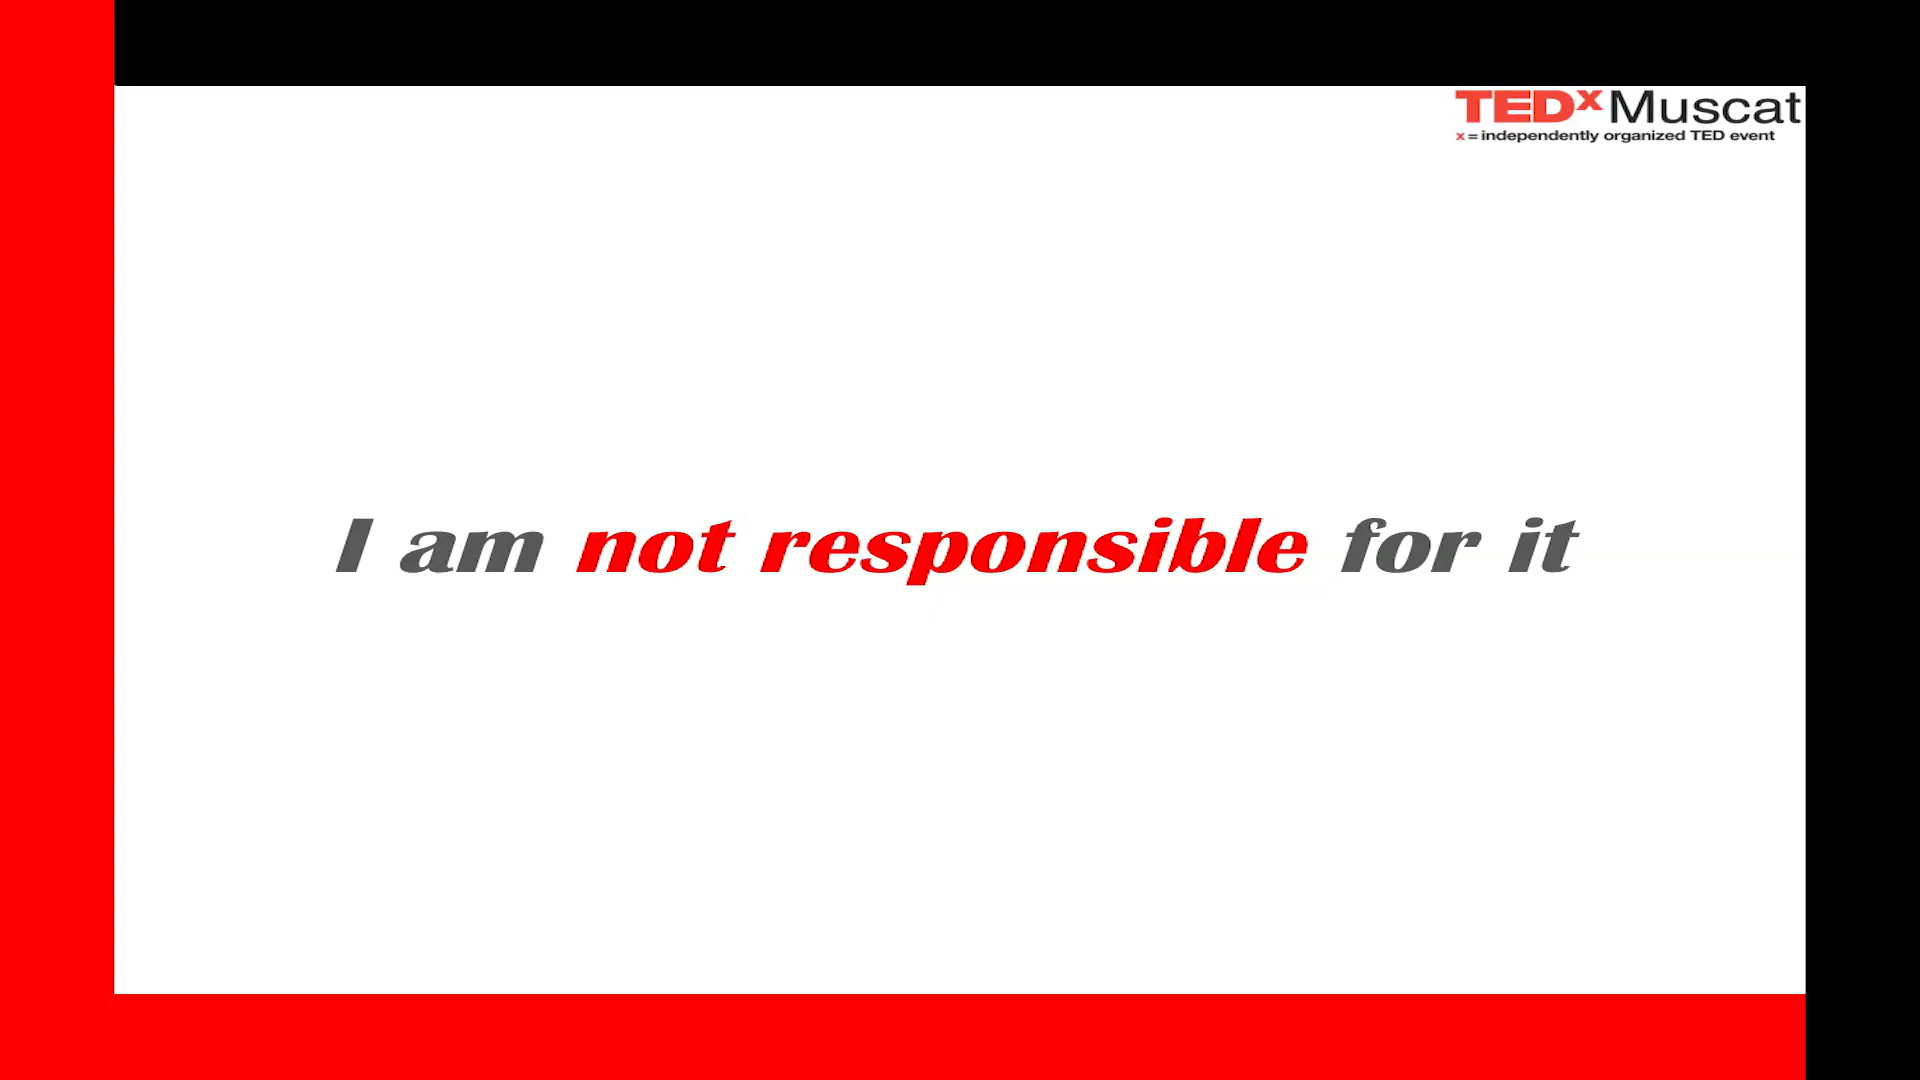 TEDxMuscat
x = independently organized TED event
I am not responsible for it